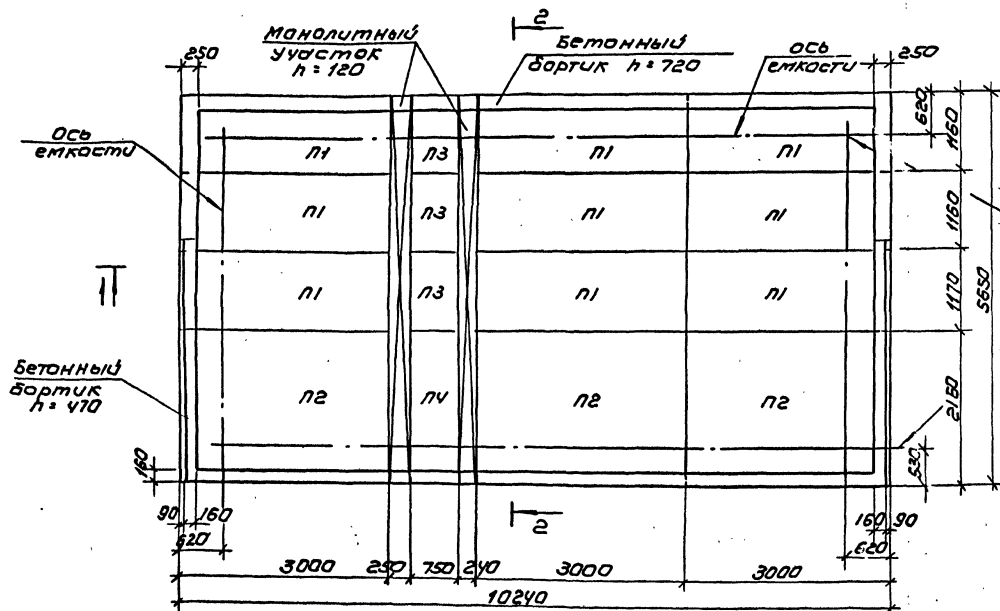 2
250
Манолитный
участок
h = 120
Бетонный
бортик h = 720
ось
емкости
250
ось
емкости
620
1160
П1
П3
П1
П1
П1
П3
П1
П1
1160
П1
П3
П1
П1
1170
5650
Бетонный
бортик
h = 470
П2
П4
П2
П2
2160
160
530
90 160
620
2
160 90
620
3000
250
750
240
3000
3000
10240